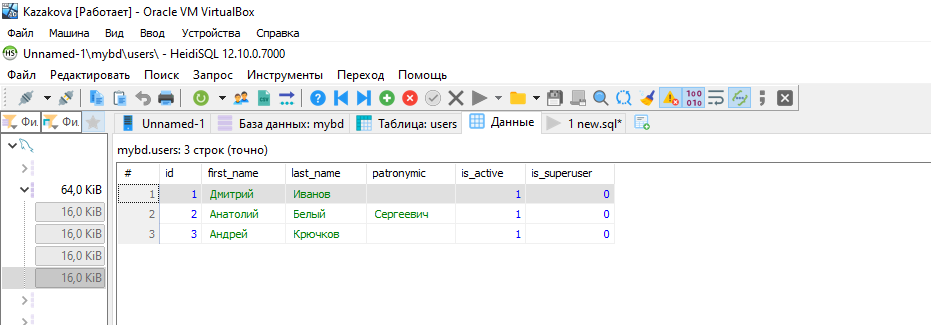 Kazakova [Работает] - Oracle VM VirtualBox
Файл Машина Вид Ввод Устройства Справка
HS Unnamed-1\mybd\users\ - HeidiSQL 12.10.0.7000
Файл Редактировать Поиск Запрос Инструменты Переход Помощь
Фи. Фи. Unnamed-1 База данных: mybd Таблица: users Данные 1 new.sql*
mybd.users: 3 строк (точно)
# id first_name last_name patronymic is_active is_superuser
1 1 Дмитрий Иванов 1 0
64,0 KiB
2 2 Анатолий Белый Сергеевич 1 0
16,0 KiB
3 3 Андрей Крючков 1 0
16,0 KiB
16,0 KiB
16,0 KiB